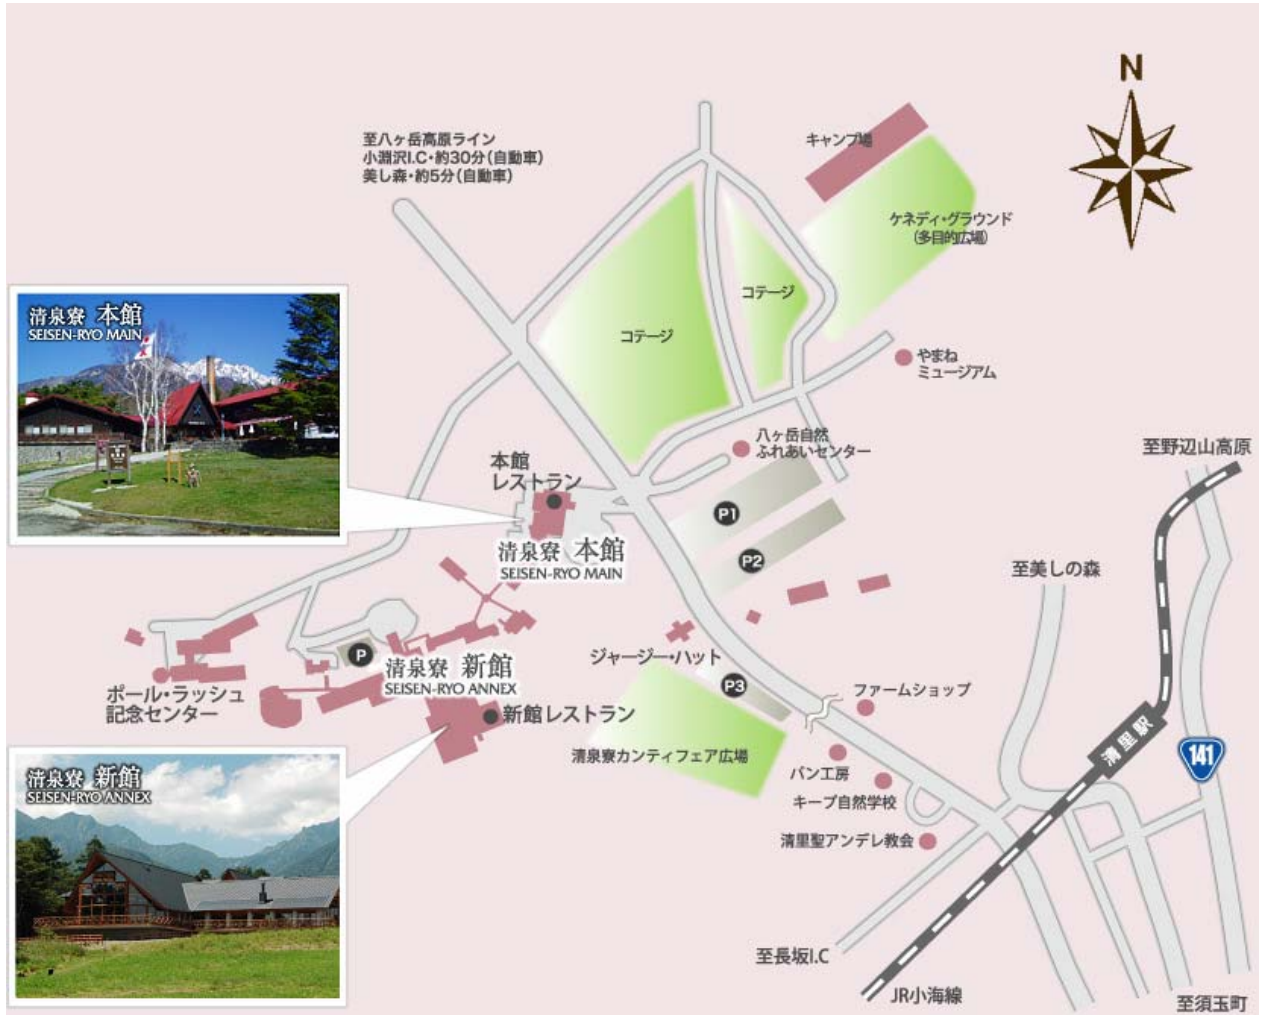 N
至八ヶ岳高原ライン
小淵沢I.C・約30分(自動車)
美し森・約5分(自動車)
キャンプ場
ケネディ・グラウンド
(多目的広場)
コテージ
コテージ
清泉寮 本館
SEISEN-RYO MAIN
やまね
ミュージアム
八ヶ岳自然
ふれあいセンター
至野辺山高原
本館
レストラン
P1
清泉寮 本館
SEISEN-RYO MAIN
P2
至美しの森
ジャージー・ハット
P
清泉寮 新館
SEISEN-RYO ANNEX
P3
ファームショップ
ポール・ラッシュ
記念センター
新館レストラン
清里駅
141
清泉寮カンティフェア広場
清泉寮 新館
SEISEN-RYO ANNEX
パン工房
キープ自然学校
清里聖アンデレ教会
至長坂I.C
JR小海線
至須玉町